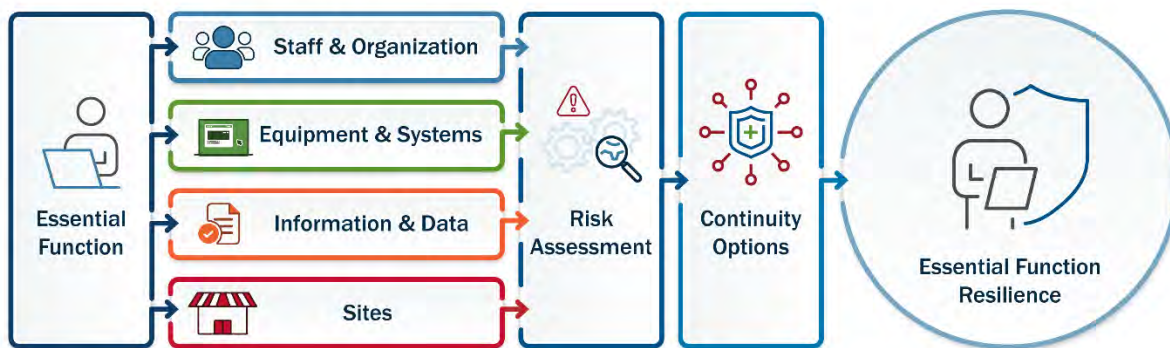 Essential
Function
Staff & Organization
Equipment & Systems
Information & Data
Sites
Risk
Assessment
Continuity
Options
Essential Function
Resilience